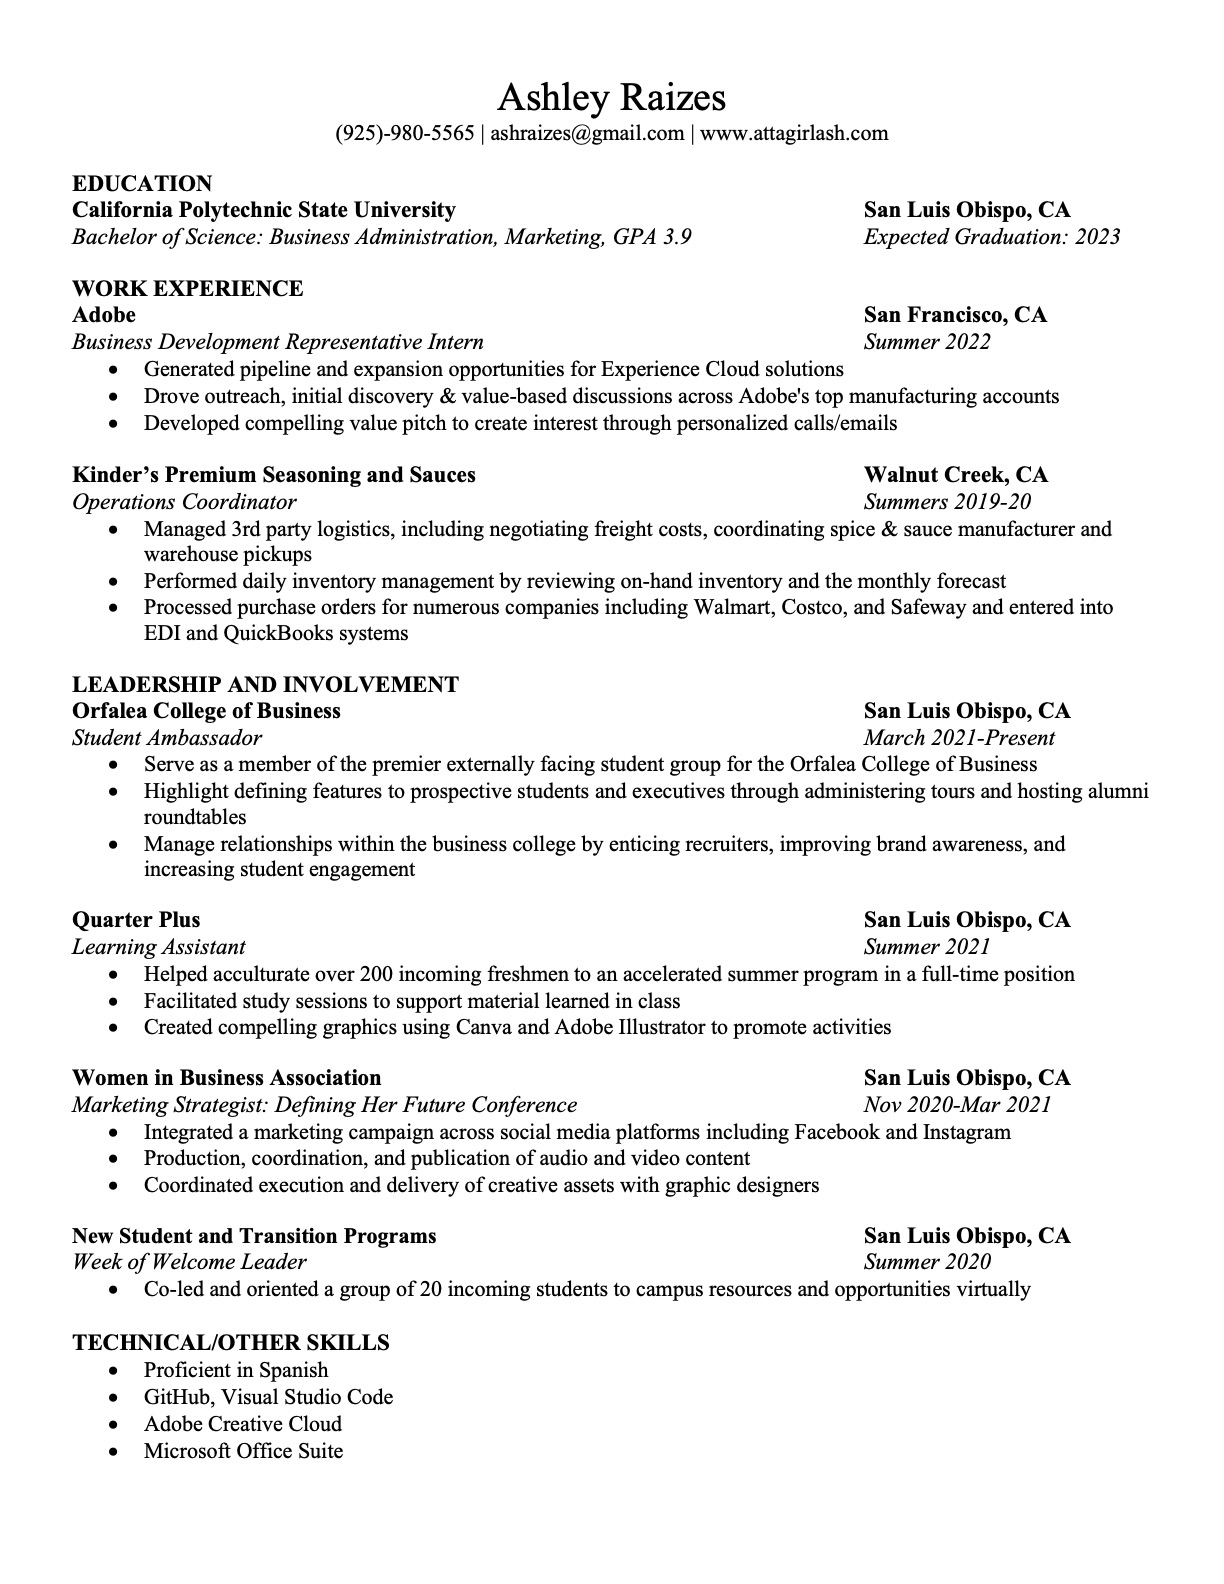 Ashley Raizes
(925)-980-5565 | ashraizes@gmail.com | www.attagirlash.com
EDUCATION
California Polytechnic State University San Luis Obispo, CA
Bachelor of Science: Business Administration, Marketing, GPA 3.9 Expected Graduation: 2023
WORK EXPERIENCE
Adobe San Francisco, CA
Business Development Representative Intern Summer 2022
• Generated pipeline and expansion opportunities for Experience Cloud solutions
• Drove outreach, initial discovery & value-based discussions across Adobe's top manufacturing accounts
• Developed compelling value pitch to create interest through personalized calls/emails
Kinder’s Premium Seasoning and Sauces Walnut Creek, CA
Operations Coordinator Summers 2019-20
• Managed 3rd party logistics, including negotiating freight costs, coordinating spice & sauce manufacturer and
warehouse pickups
• Performed daily inventory management by reviewing on-hand inventory and the monthly forecast
• Processed purchase orders for numerous companies including Walmart, Costco, and Safeway and entered into
EDI and QuickBooks systems
LEADERSHIP AND INVOLVEMENT
Orfalea College of Business San Luis Obispo, CA
Student Ambassador March 2021-Present
• Serve as a member of the premier externally facing student group for the Orfalea College of Business
• Highlight defining features to prospective students and executives through administering tours and hosting alumni
roundtables
• Manage relationships within the business college by enticing recruiters, improving brand awareness, and
increasing student engagement
Quarter Plus San Luis Obispo, CA
Learning Assistant Summer 2021
• Helped acculturate over 200 incoming freshmen to an accelerated summer program in a full-time position
• Facilitated study sessions to support material learned in class
• Created compelling graphics using Canva and Adobe Illustrator to promote activities
Women in Business Association San Luis Obispo, CA
Marketing Strategist: Defining Her Future Conference Nov 2020-Mar 2021
• Integrated a marketing campaign across social media platforms including Facebook and Instagram
• Production, coordination, and publication of audio and video content
• Coordinated execution and delivery of creative assets with graphic designers
New Student and Transition Programs San Luis Obispo, CA
Week of Welcome Leader Summer 2020
• Co-led and oriented a group of 20 incoming students to campus resources and opportunities virtually
TECHNICAL/OTHER SKILLS
• Proficient in Spanish
• GitHub, Visual Studio Code
• Adobe Creative Cloud
• Microsoft Office Suite